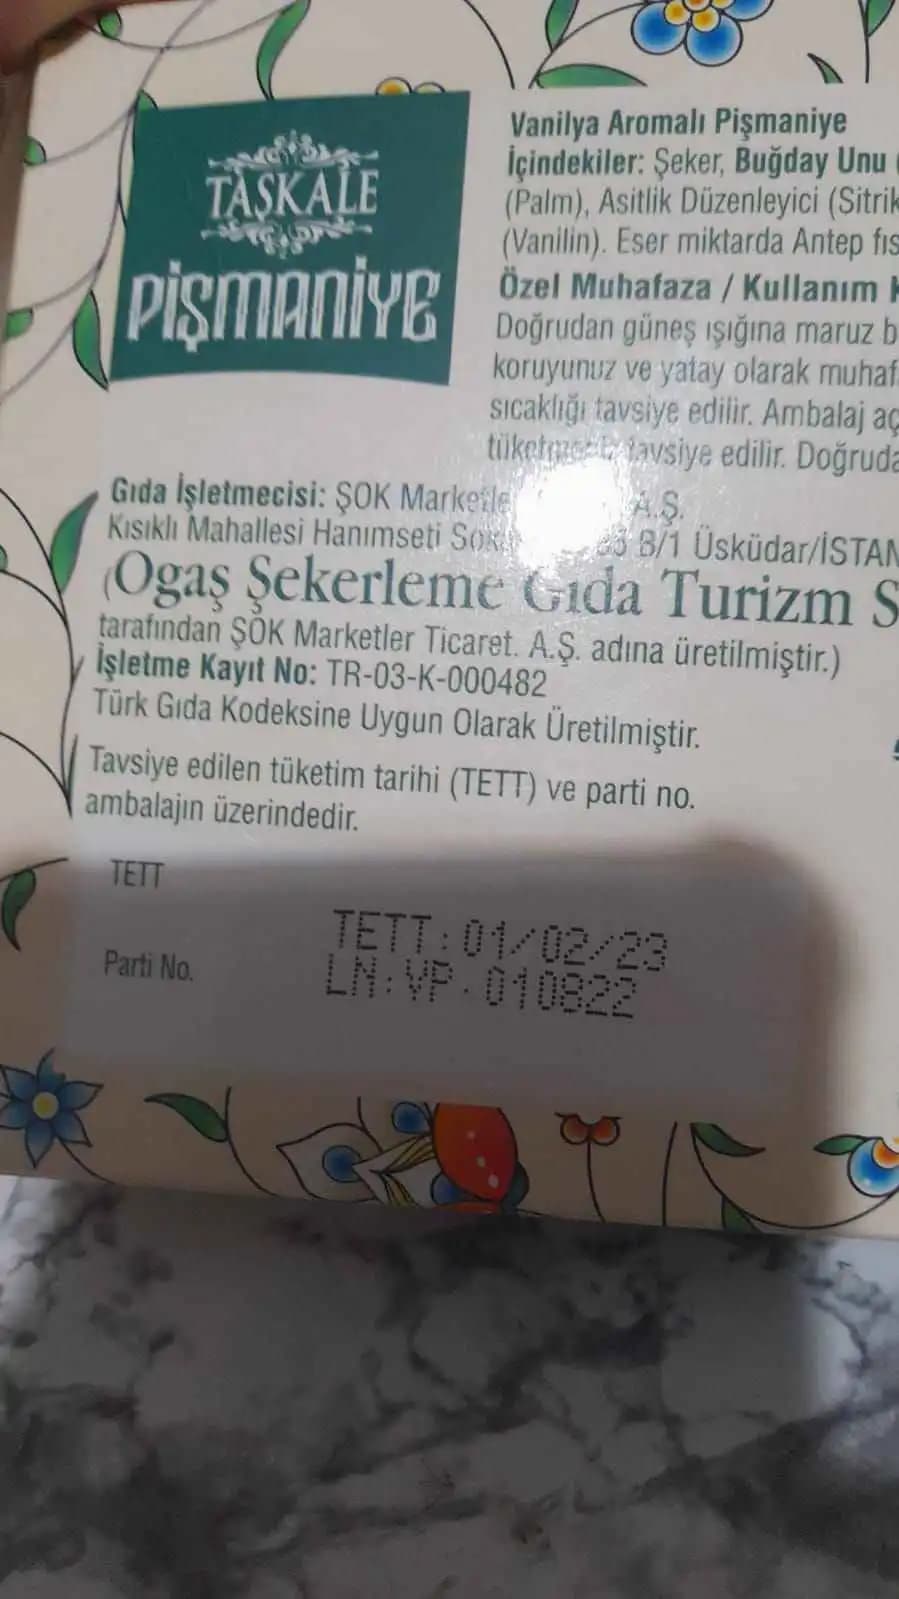 TAŞKALE
PİŞMANİYE
Vanilya Aromalı Pişmaniye
İçindekiler: Şeker, Buğday Unu (
(Palm), Asitlik Düzenleyici (Sitrik
(Vanilin). Eser miktarda Antep fıs
Özel Muhafaza / Kullanım K
Doğrudan güneş ışığına maruz b
koruyunuz ve yatay olarak muhaf
sıcaklığı tavsiye edilir. Ambalaj aç
tavsiye edilir. Doğruda
Gıda İşletmecisi: ŞOK Marketle A.Ş.
Kısıklı Mahallesi Hanımseti B/1 Üsküdar/İSTAN
(Ogaş Şekerleme Gıda Turizm S
tarafından ŞOK Marketler Ticaret. A.Ş. adına üretilmiştir.)
İşletme Kayıt No: TR-03-K-000482
Türk Gıda Kodeksine Uygun Olarak Üretilmiştir.
Tavsiye edilen tüketim tarihi (TETT) ve parti no.
ambalajın üzerindedir.
TETT
TETT: 01/02/23
Parti No.
LN: VP. 010822